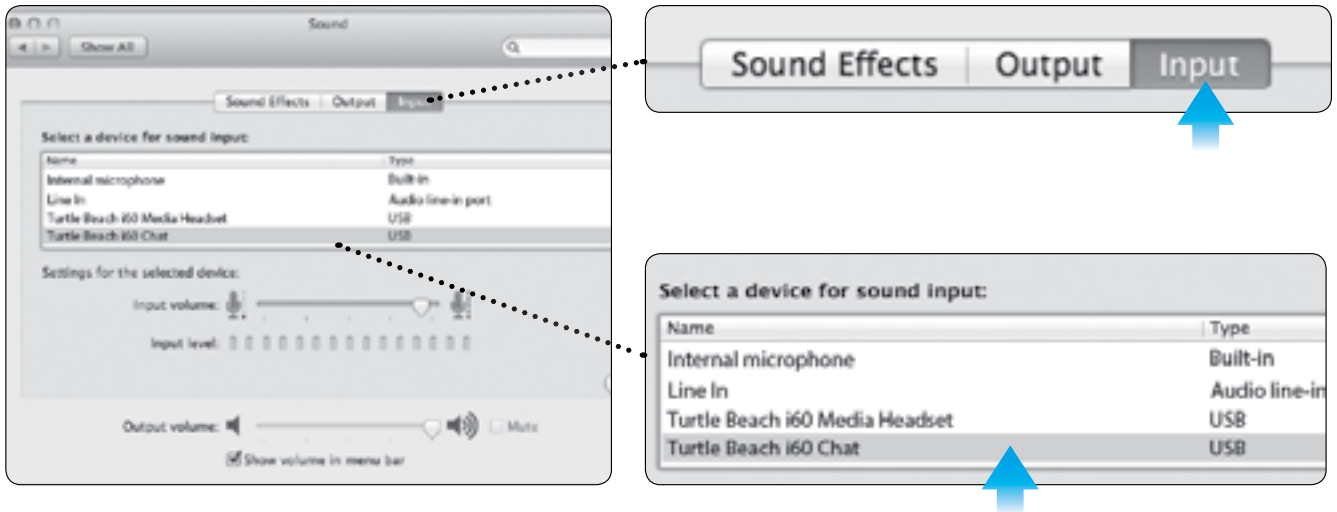 Sound
Show All
Sound Effects Output Input
Select a device for sound input:
Name Type
Internal microphone Built-in
Line In Audio line-in port
Turtle Beach i60 Media Headset USB
Turtle Beach i60 Chat USB
Settings for the selected device:
Input volume:
Input level:
Output volume: Mute
Show volume in menu bar
Sound Effects Output Input
Select a device for sound input:
Name Type
Internal microphone Built-in
Line In Audio line-in
Turtle Beach i60 Media Headset USB
Turtle Beach i60 Chat USB